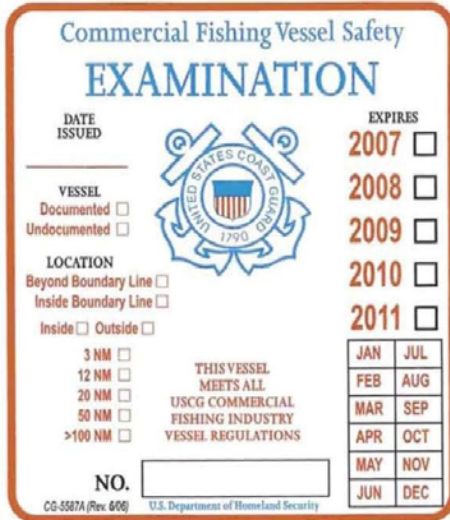 Commercial Fishing Vessel Safety
EXAMINATION
DATE
ISSUED
VESSEL
Documented
Undocumented
LOCATION
Beyond Boundary Line
Inside Boundary Line
Inside Outside
3 NM
12 NM
20 NM
50 NM
>100 NM
UNITED STATES COAST GUARD
1790
THIS VESSEL
MEETS ALL
USCG COMMERCIAL
FISHING INDUSTRY
VESSEL REGULATIONS
EXPIRES
2007
2008
2009
2010
2011
JAN JUL
FEB AUG
MAR SEP
APR OCT
MAY NOV
JUN DEC
NO.
CG-5587A (Rev. 6/06) U.S. Department of Homeland Security